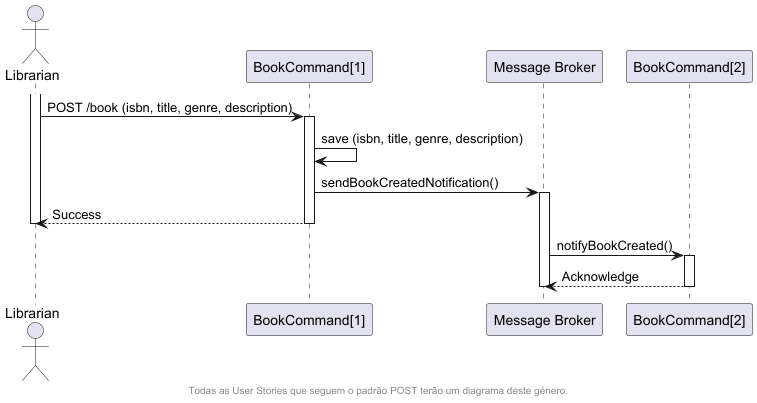 Librarian
BookCommand[1]
Message Broker
BookCommand[2]
POST /book (isbn, title, genre, description)
save (isbn, title, genre, description)
sendBookCreatedNotification()
Success
notifyBookCreated()
Acknowledge
Librarian
BookCommand[1]
Message Broker
BookCommand[2]
Todas as User Stories que seguem o padrão POST terão um diagrama deste género.